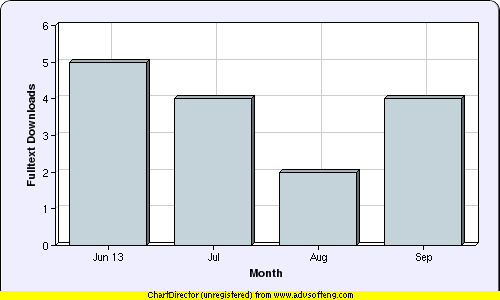 6
5
4
3
2
1
0
Fulltext Downloads
Jun 13 Jul Aug Sep
Month
ChartDirector (unregistered) from www.advsofteng.com